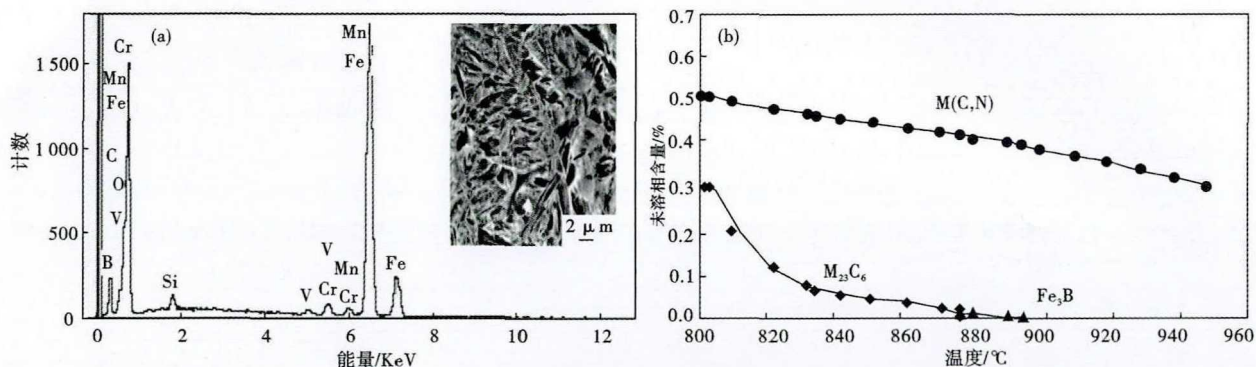 (a)
计数
1 500
1 000
500
0
Cr
Mn
Fe
C
O
V
B
Si
V
V
Cr
Mn
Cr
Mn
Fe
Fe
2 μm
0 2 4 6 8 10 12
能量/KeV
(b)
未溶相含量/%
0.7
0.6
0.5
0.4
0.3
0.2
0.1
0.0
M(C,N)
M₂₃C₆
Fe₃B
800 820 840 860 880 900 920 940 960
温度/℃